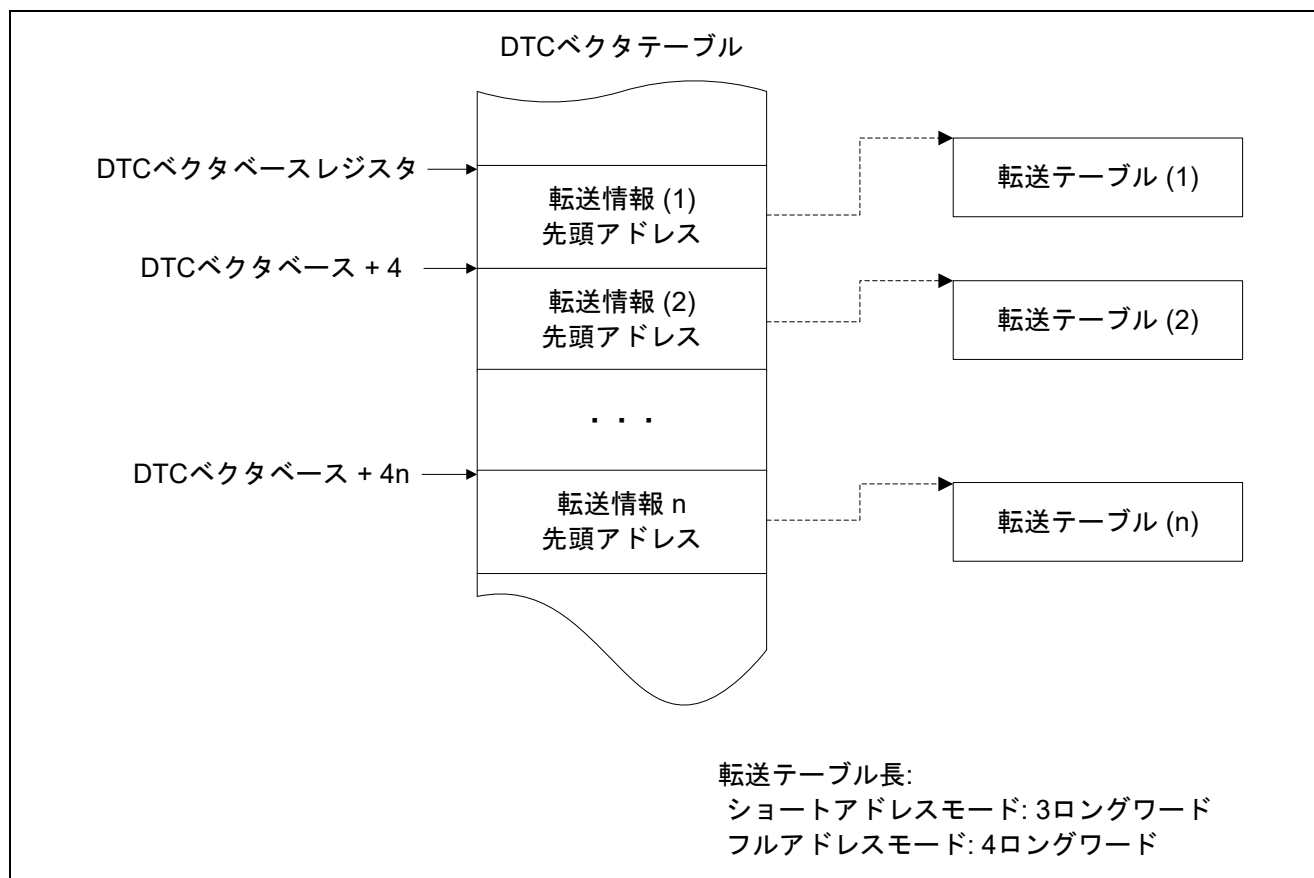 DTCベクタテーブル
DTCベクタベースレジスタ
転送情報 (1)
先頭アドレス
転送テーブル (1)
DTCベクタベース + 4
転送情報 (2)
先頭アドレス
転送テーブル (2)
・・・
DTCベクタベース + 4n
転送情報 n
先頭アドレス
転送テーブル (n)
転送テーブル長:
ショートアドレスモード: 3ロングワード
フルアドレスモード: 4ロングワード